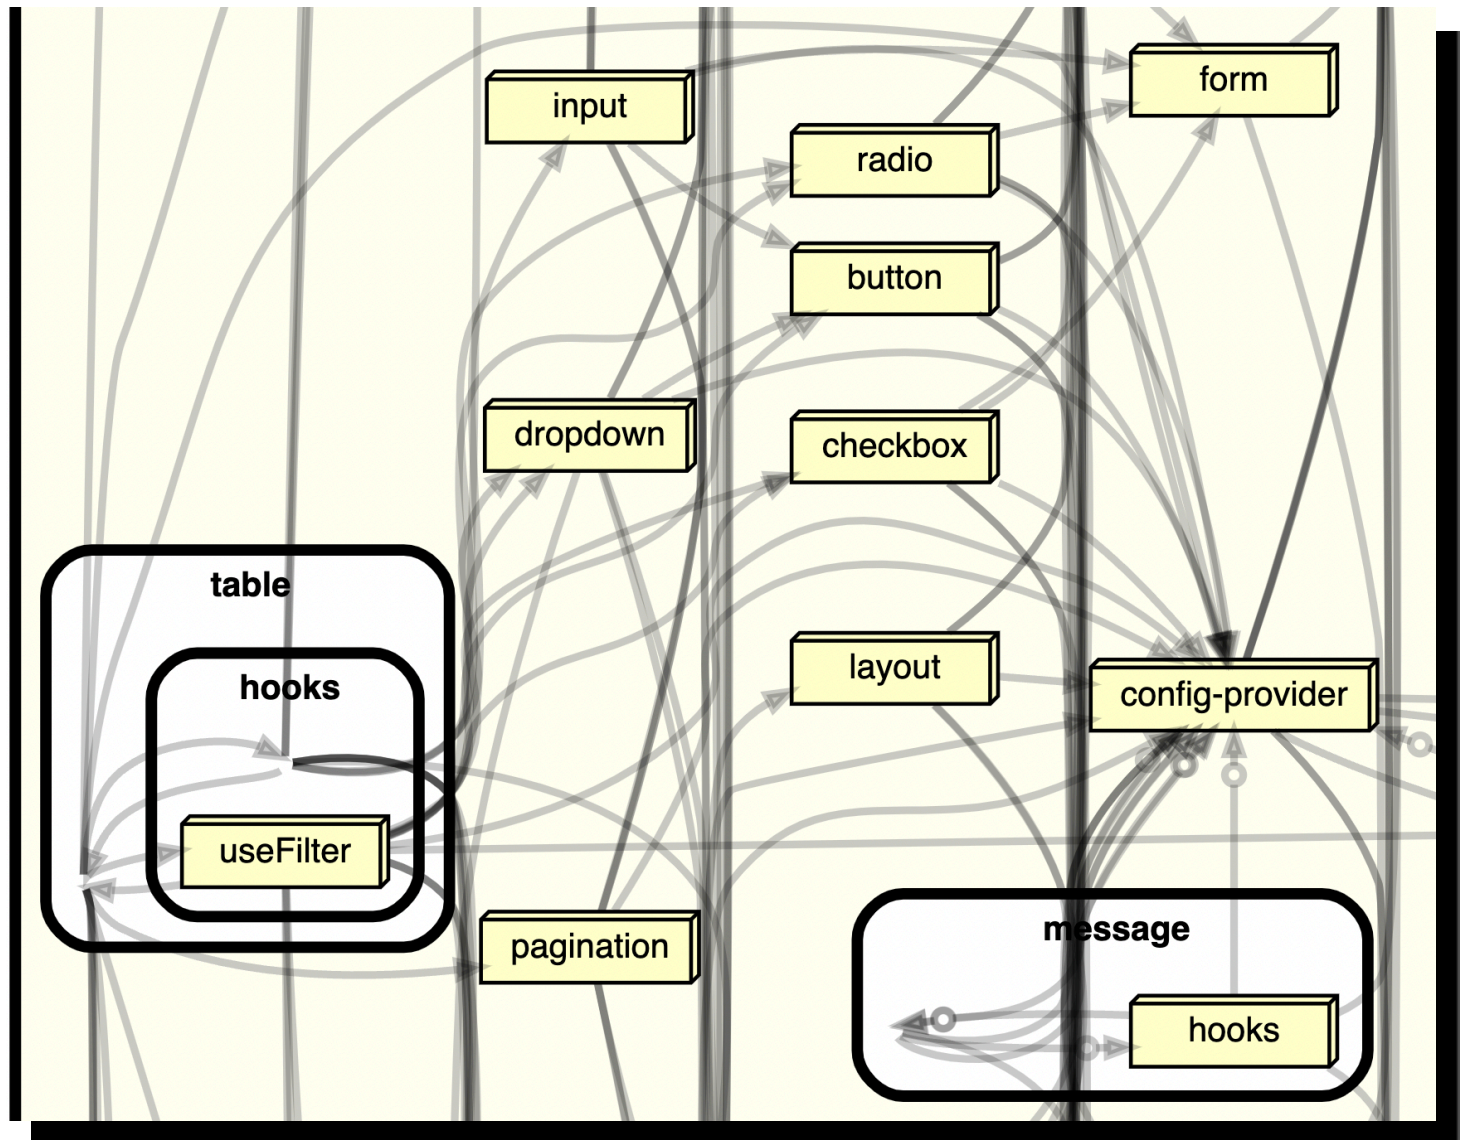 form
input
radio
button
dropdown
checkbox
table
layout
hooks
config-provider
useFilter
message
pagination
hooks